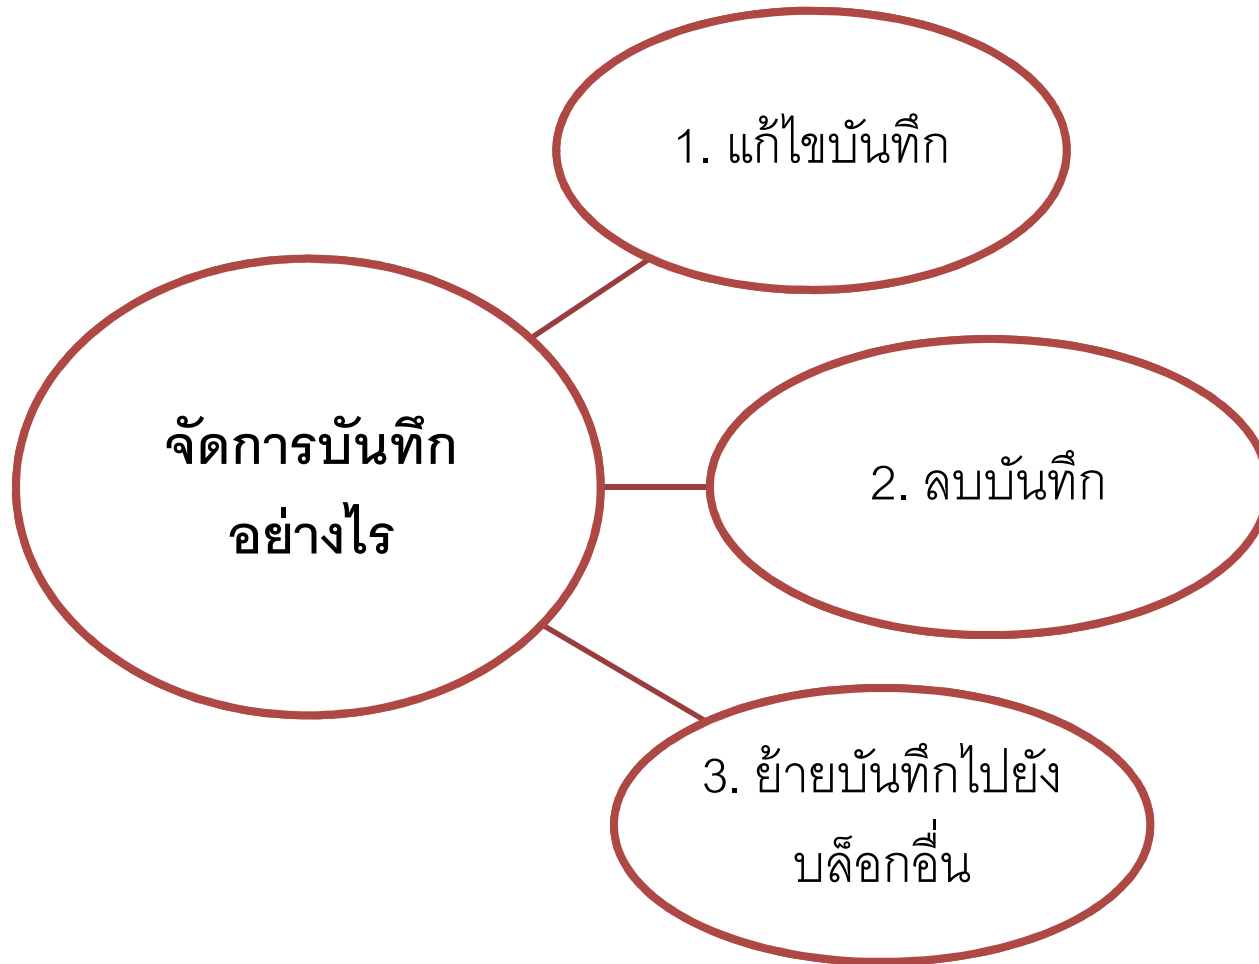 1. แก้ไขบันทึก
จัดการบันทึก
อย่างไร
2. ลบบันทึก
3. ย้ายบันทึกไปยัง
บล็อกอื่น